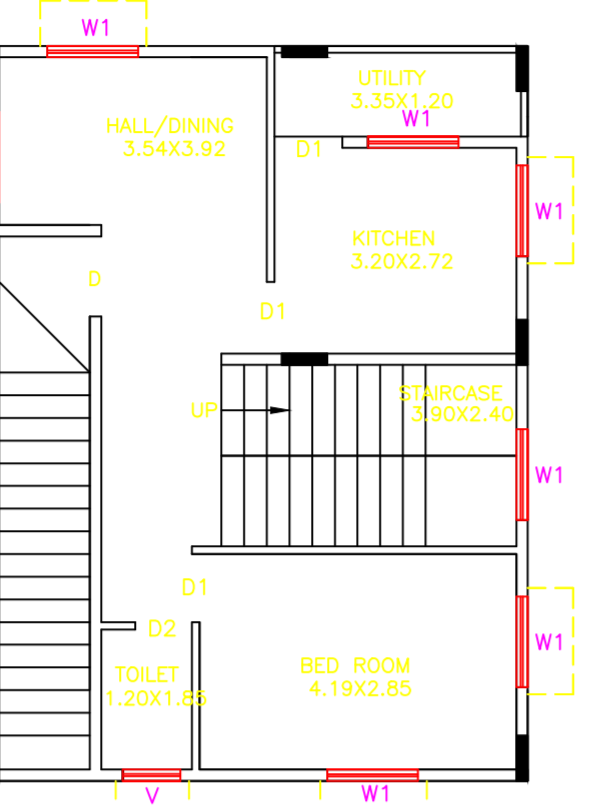 W1
UTILITY
3.35X1.20
W1
HALL/DINING
3.54X3.92
D1
W1
KITCHEN
3.20X2.72
D
D1
STAIRCASE
3.90X2.40
UP
W1
D1
D2
W1
BED ROOM
4.19X2.85
TOILET
1.20X1.85
V
W1